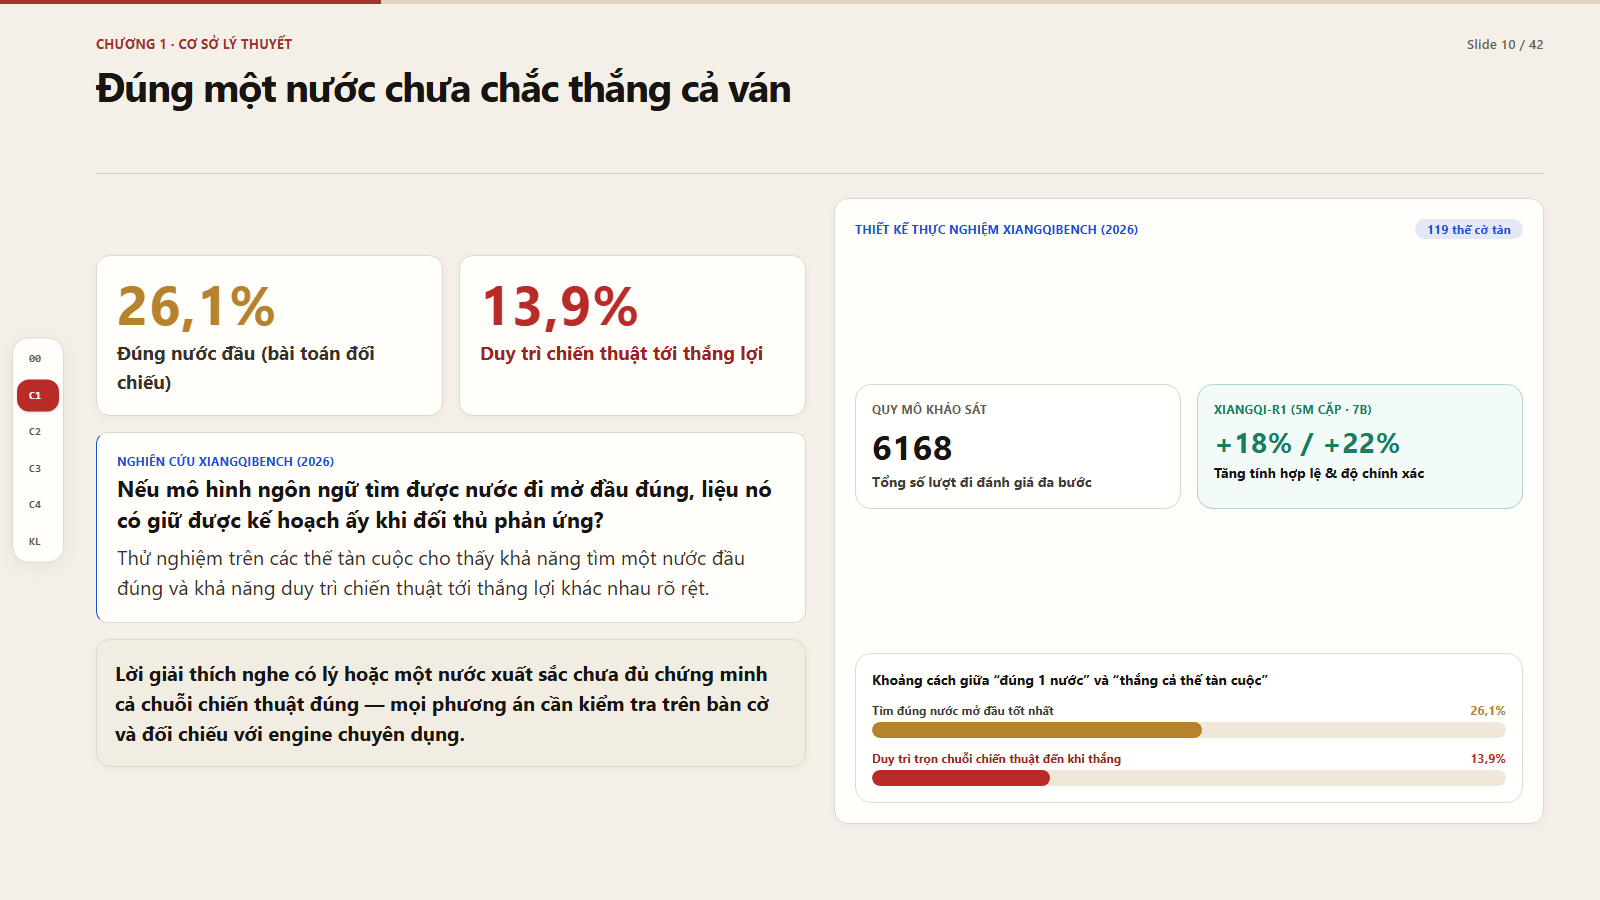 CHƯƠNG 1 · CƠ SỞ LÝ THUYẾT
Slide 10 / 42
Đúng một nước chưa chắc thắng cả ván
00
C1
C2
C3
C4
KL
26,1%
Đúng nước đầu (bài toán đối
chiếu)
13,9%
Duy trì chiến thuật tới thắng lợi
NGHIÊN CỨU XIANGQIBENCH (2026)
Nếu mô hình ngôn ngữ tìm được nước đi mở đầu đúng, liệu nó
có giữ được kế hoạch ấy khi đối thủ phản ứng?
Thử nghiệm trên các thế tàn cuộc cho thấy khả năng tìm một nước đầu
đúng và khả năng duy trì chiến thuật tới thắng lợi khác nhau rõ rệt.
Lời giải thích nghe có lý hoặc một nước xuất sắc chưa đủ chứng minh
cả chuỗi chiến thuật đúng — mọi phương án cần kiểm tra trên bàn cờ
và đối chiếu với engine chuyên dụng.
THIẾT KẾ THỰC NGHIỆM XIANGQIBENCH (2026)
119 thế cờ tàn
QUY MÔ KHẢO SÁT
6168
Tổng số lượt đi đánh giá đa bước
XIANGQI-R1 (5M CẶP · 7B)
+18% / +22%
Tăng tính hợp lệ & độ chính xác
Khoảng cách giữa “đúng 1 nước” và “thắng cả thế tàn cuộc”
Tìm đúng nước mở đầu tốt nhất
26,1%
Duy trì trọn chuỗi chiến thuật đến khi thắng
13,9%